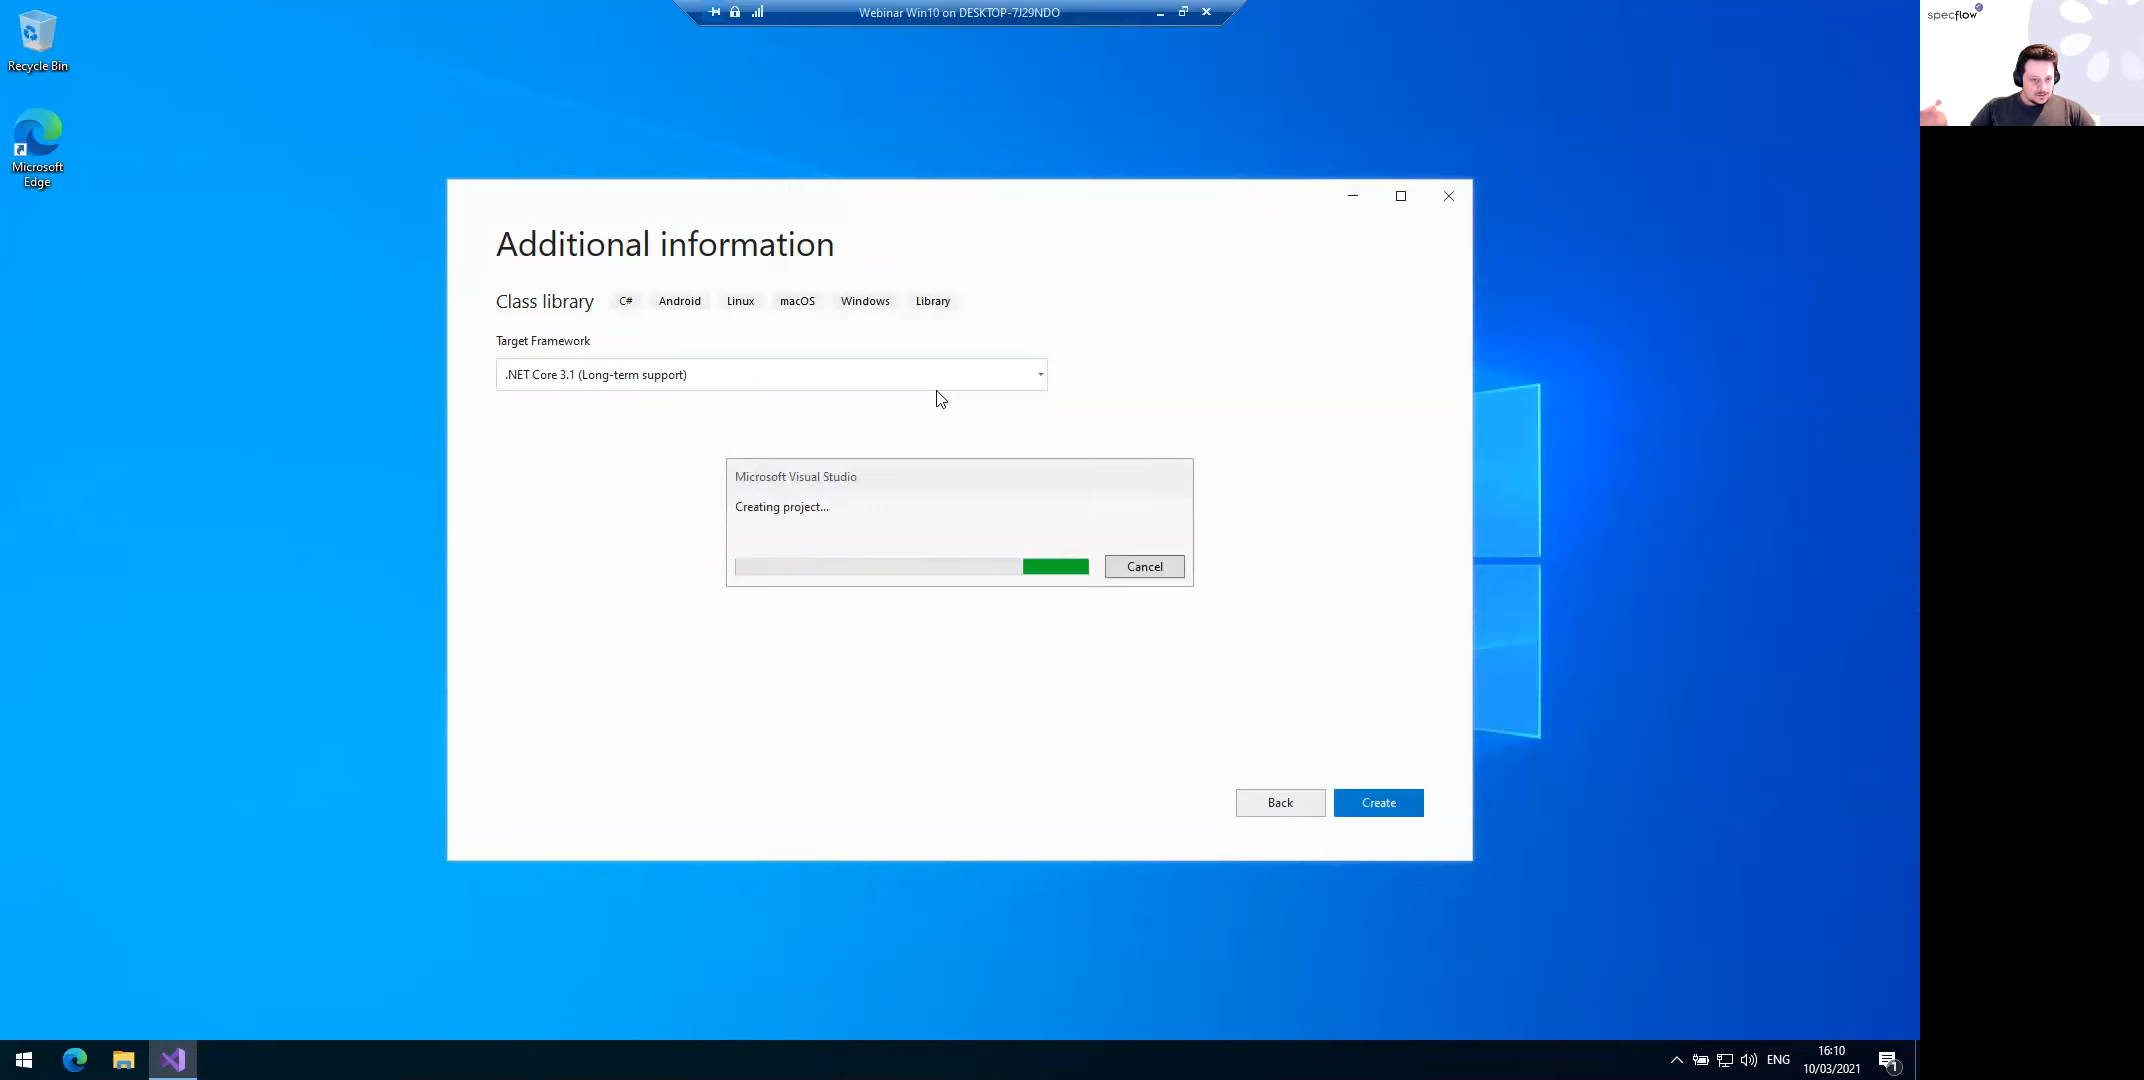 Webinar Win10 on DESKTOP-7J29NDO
specflow
Recycle Bin
Microsoft
Edge
Additional information
Class library C# Android Linux macOS Windows Library
Target Framework
.NET Core 3.1 (Long-term support)
Microsoft Visual Studio
Creating project...
Cancel
Back Create
ENG
16:10
10/03/2021
1